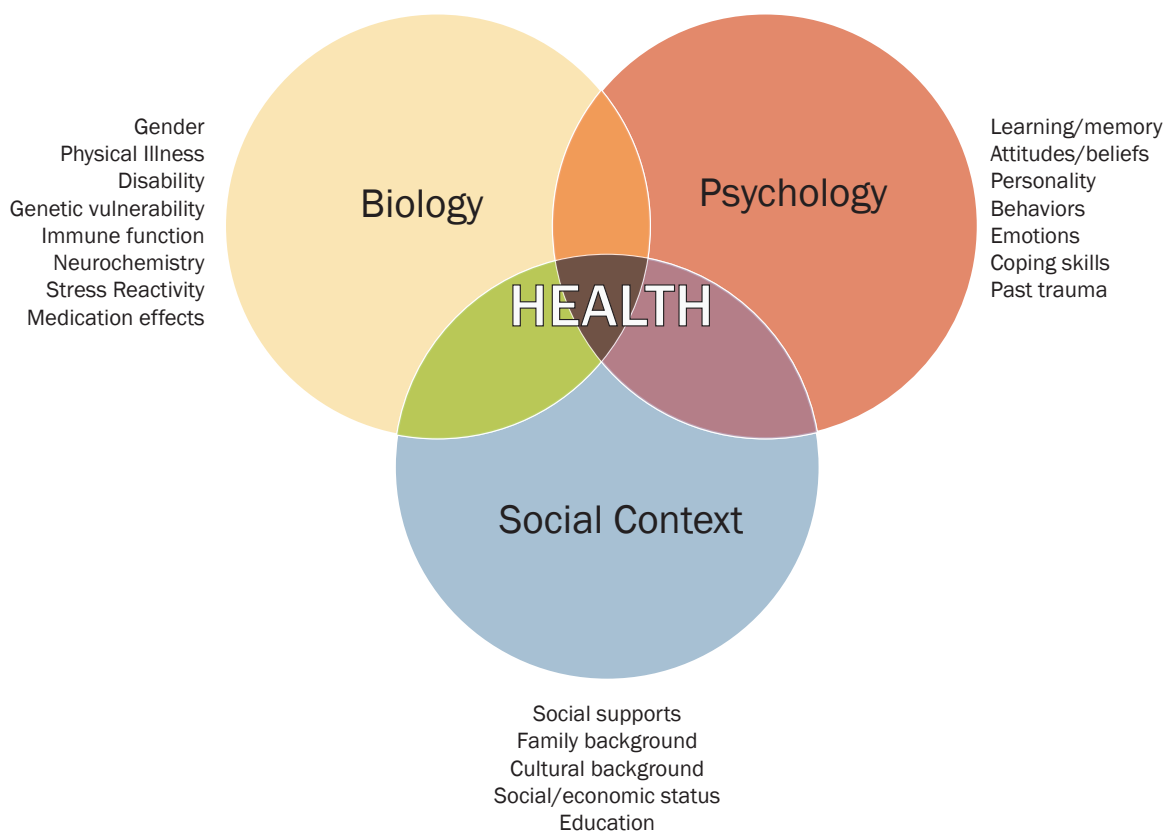 Gender
Physical Illness
Disability
Genetic vulnerability
Immune function
Neurochemistry
Stress Reactivity
Medication effects
Biology
Psychology
Learning/memory
Attitudes/beliefs
Personality
Behaviors
Emotions
Coping skills
Past trauma
HEALTH
Social Context
Social supports
Family background
Cultural background
Social/economic status
Education